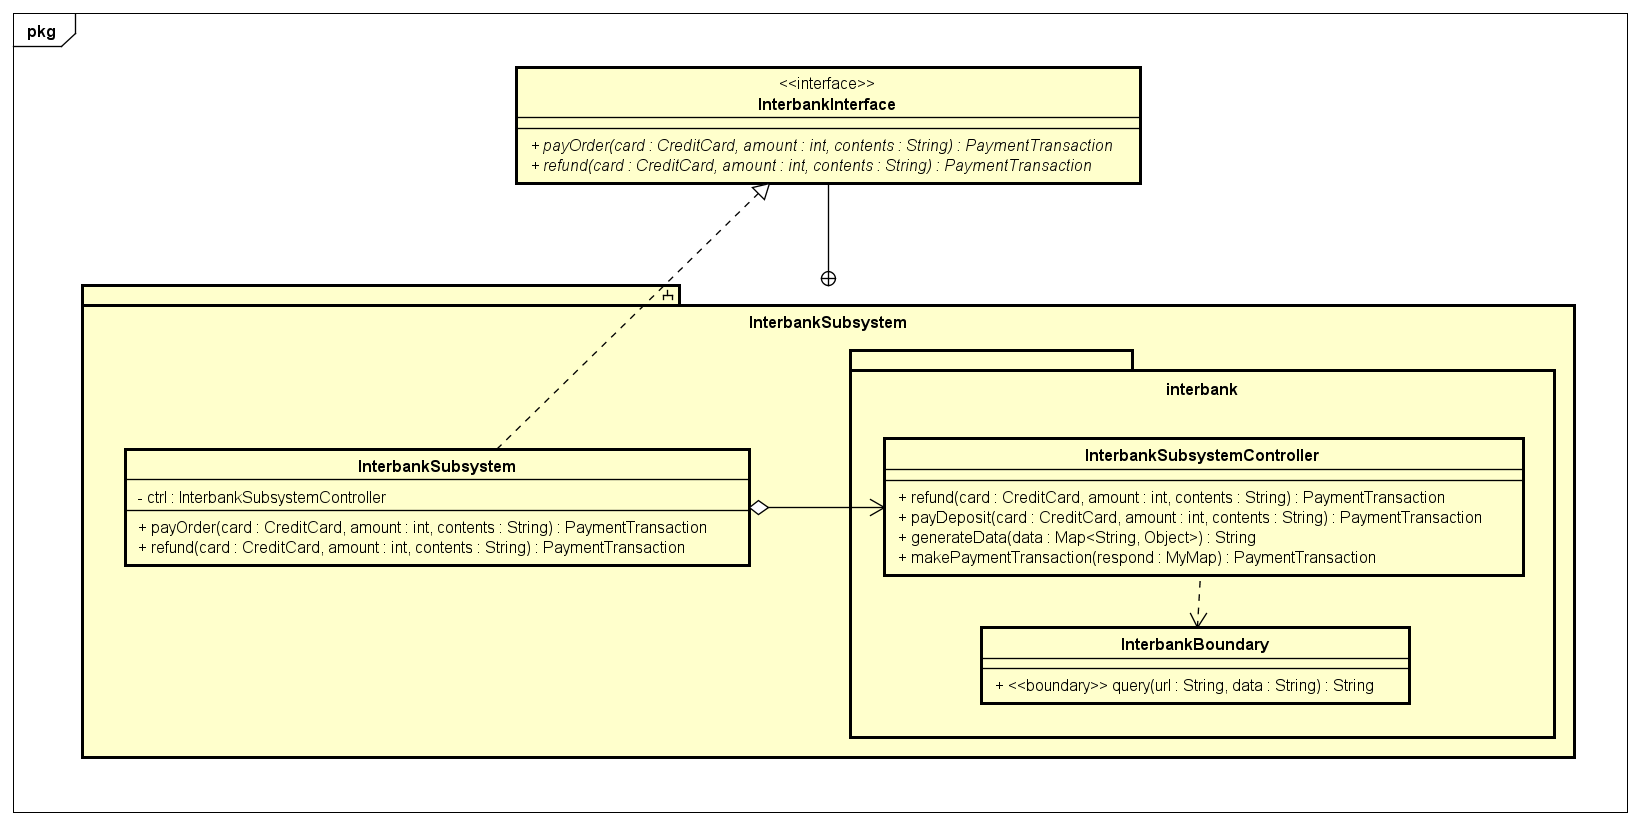 pkg
<<interface>>
InterbankInterface
+ payOrder(card : CreditCard, amount : int, contents : String) : PaymentTransaction
+ refund(card : CreditCard, amount : int, contents : String) : PaymentTransaction
InterbankSubsystem
interbank
InterbankSubsystem
- ctrl : InterbankSubsystemController
+ payOrder(card : CreditCard, amount : int, contents : String) : PaymentTransaction
+ refund(card : CreditCard, amount : int, contents : String) : PaymentTransaction
InterbankSubsystemController
+ refund(card : CreditCard, amount : int, contents : String) : PaymentTransaction
+ payDeposit(card : CreditCard, amount : int, contents : String) : PaymentTransaction
+ generateData(data : Map<String, Object>) : String
+ makePaymentTransaction(respond : MyMap) : PaymentTransaction
InterbankBoundary
+ <<boundary>> query(url : String, data : String) : String